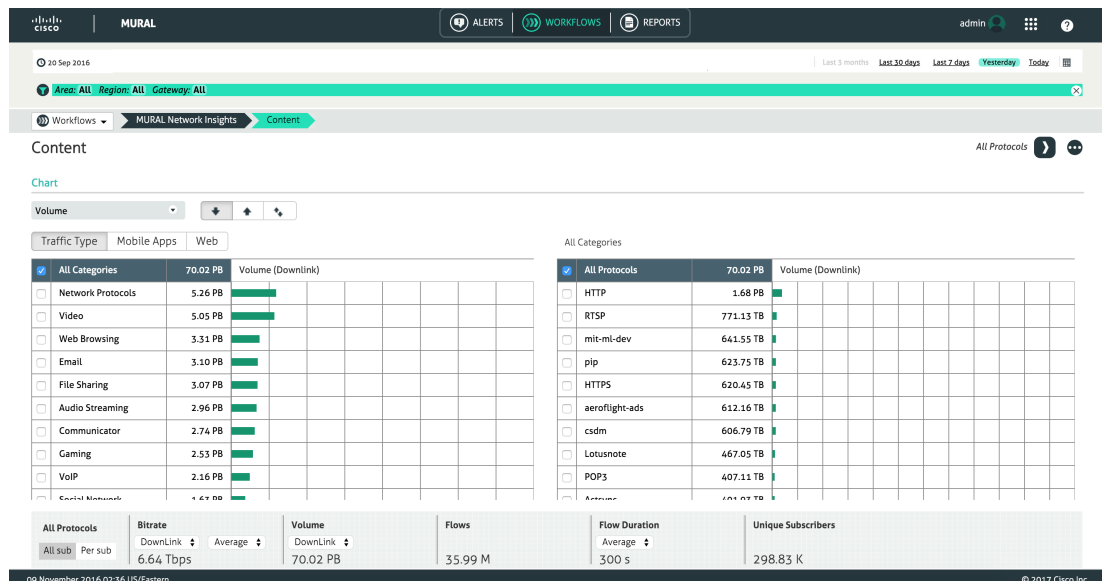 cisco
MURAL
ALERTS
WORKFLOWS
REPORTS
admin
?
20 Sep 2016
Last 3 months Last 30 days Last 7 days Yesterday Today
Area: All Region: All Gateway: All
Workflows
MURAL Network Insights
Content
Content
All Protocols
Chart
Volume
Traffic Type Mobile Apps Web
All Categories
All Categories 70.02 PB Volume (Downlink)
Network Protocols 5.26 PB
Video 5.05 PB
Web Browsing 3.31 PB
Email 3.10 PB
File Sharing 3.07 PB
Audio Streaming 2.96 PB
Communicator 2.74 PB
Gaming 2.53 PB
VoIP 2.16 PB
Social Network 1.63 PB
All Protocols 70.02 PB Volume (Downlink)
HTTP 1.68 PB
RTSP 771.13 TB
mit-ml-dev 641.55 TB
pip 623.75 TB
HTTPS 620.45 TB
aeroflight-ads 612.16 TB
csdm 606.79 TB
Lotusnote 467.05 TB
POP3 407.11 TB
All Protocols
All sub Per sub
Bitrate
DownLink Average
6.64 Tbps
Volume
DownLink
70.02 PB
Flows
35.99 M
Flow Duration
Average
300 s
Unique Subscribers
298.83 K
09 November 2016 02:36 US/Eastern
© 2017 Cisco Inc